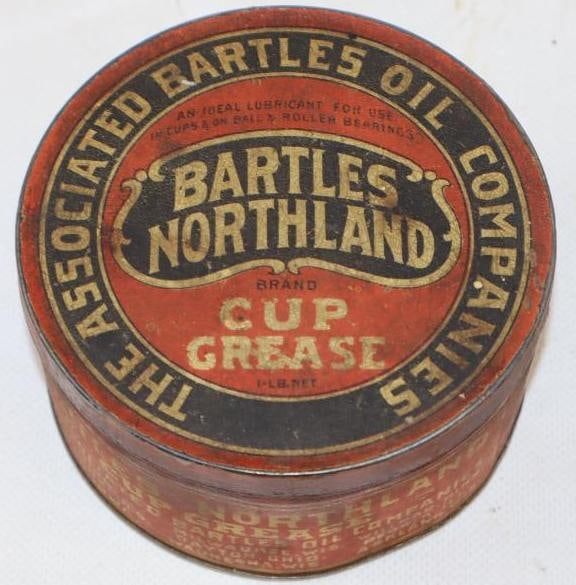 THE ASSOCIATED BARTLES OIL COMPANIES
AN IDEAL LUBRICANT FOR USE
IN CUPS & ON BALL & ROLLER BEARINGS
BARTLES
NORTHLAND
BRAND
CUP
GREASE
1-LB. NET
NORTHLAND
GREASE
BARTLES OIL COMPANIES